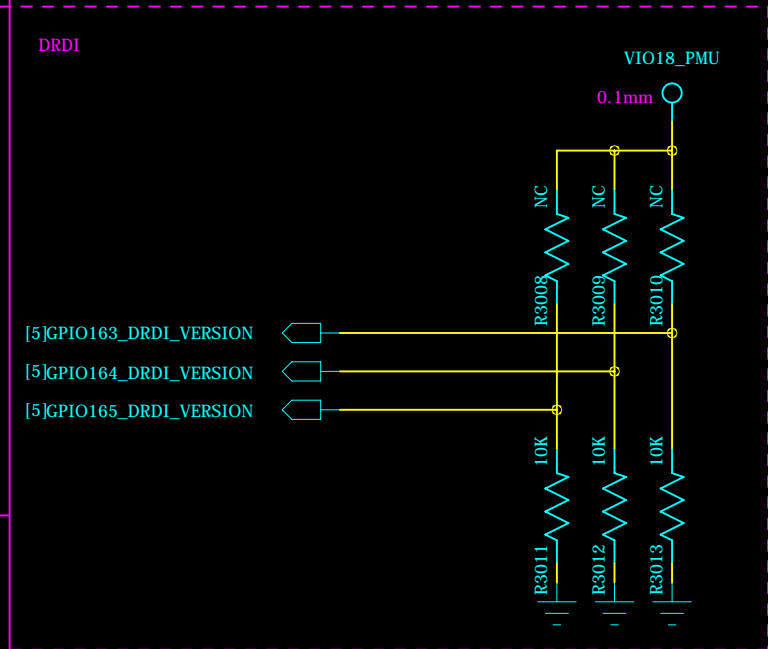 DRDI
VIO18_PMU
0.1mm
NC
NC
NC
R3008
R3009
R3010
[5]GPIO163_DRDI_VERSION
[5]GPIO164_DRDI_VERSION
[5]GPIO165_DRDI_VERSION
10K
10K
10K
R3011
R3012
R3013